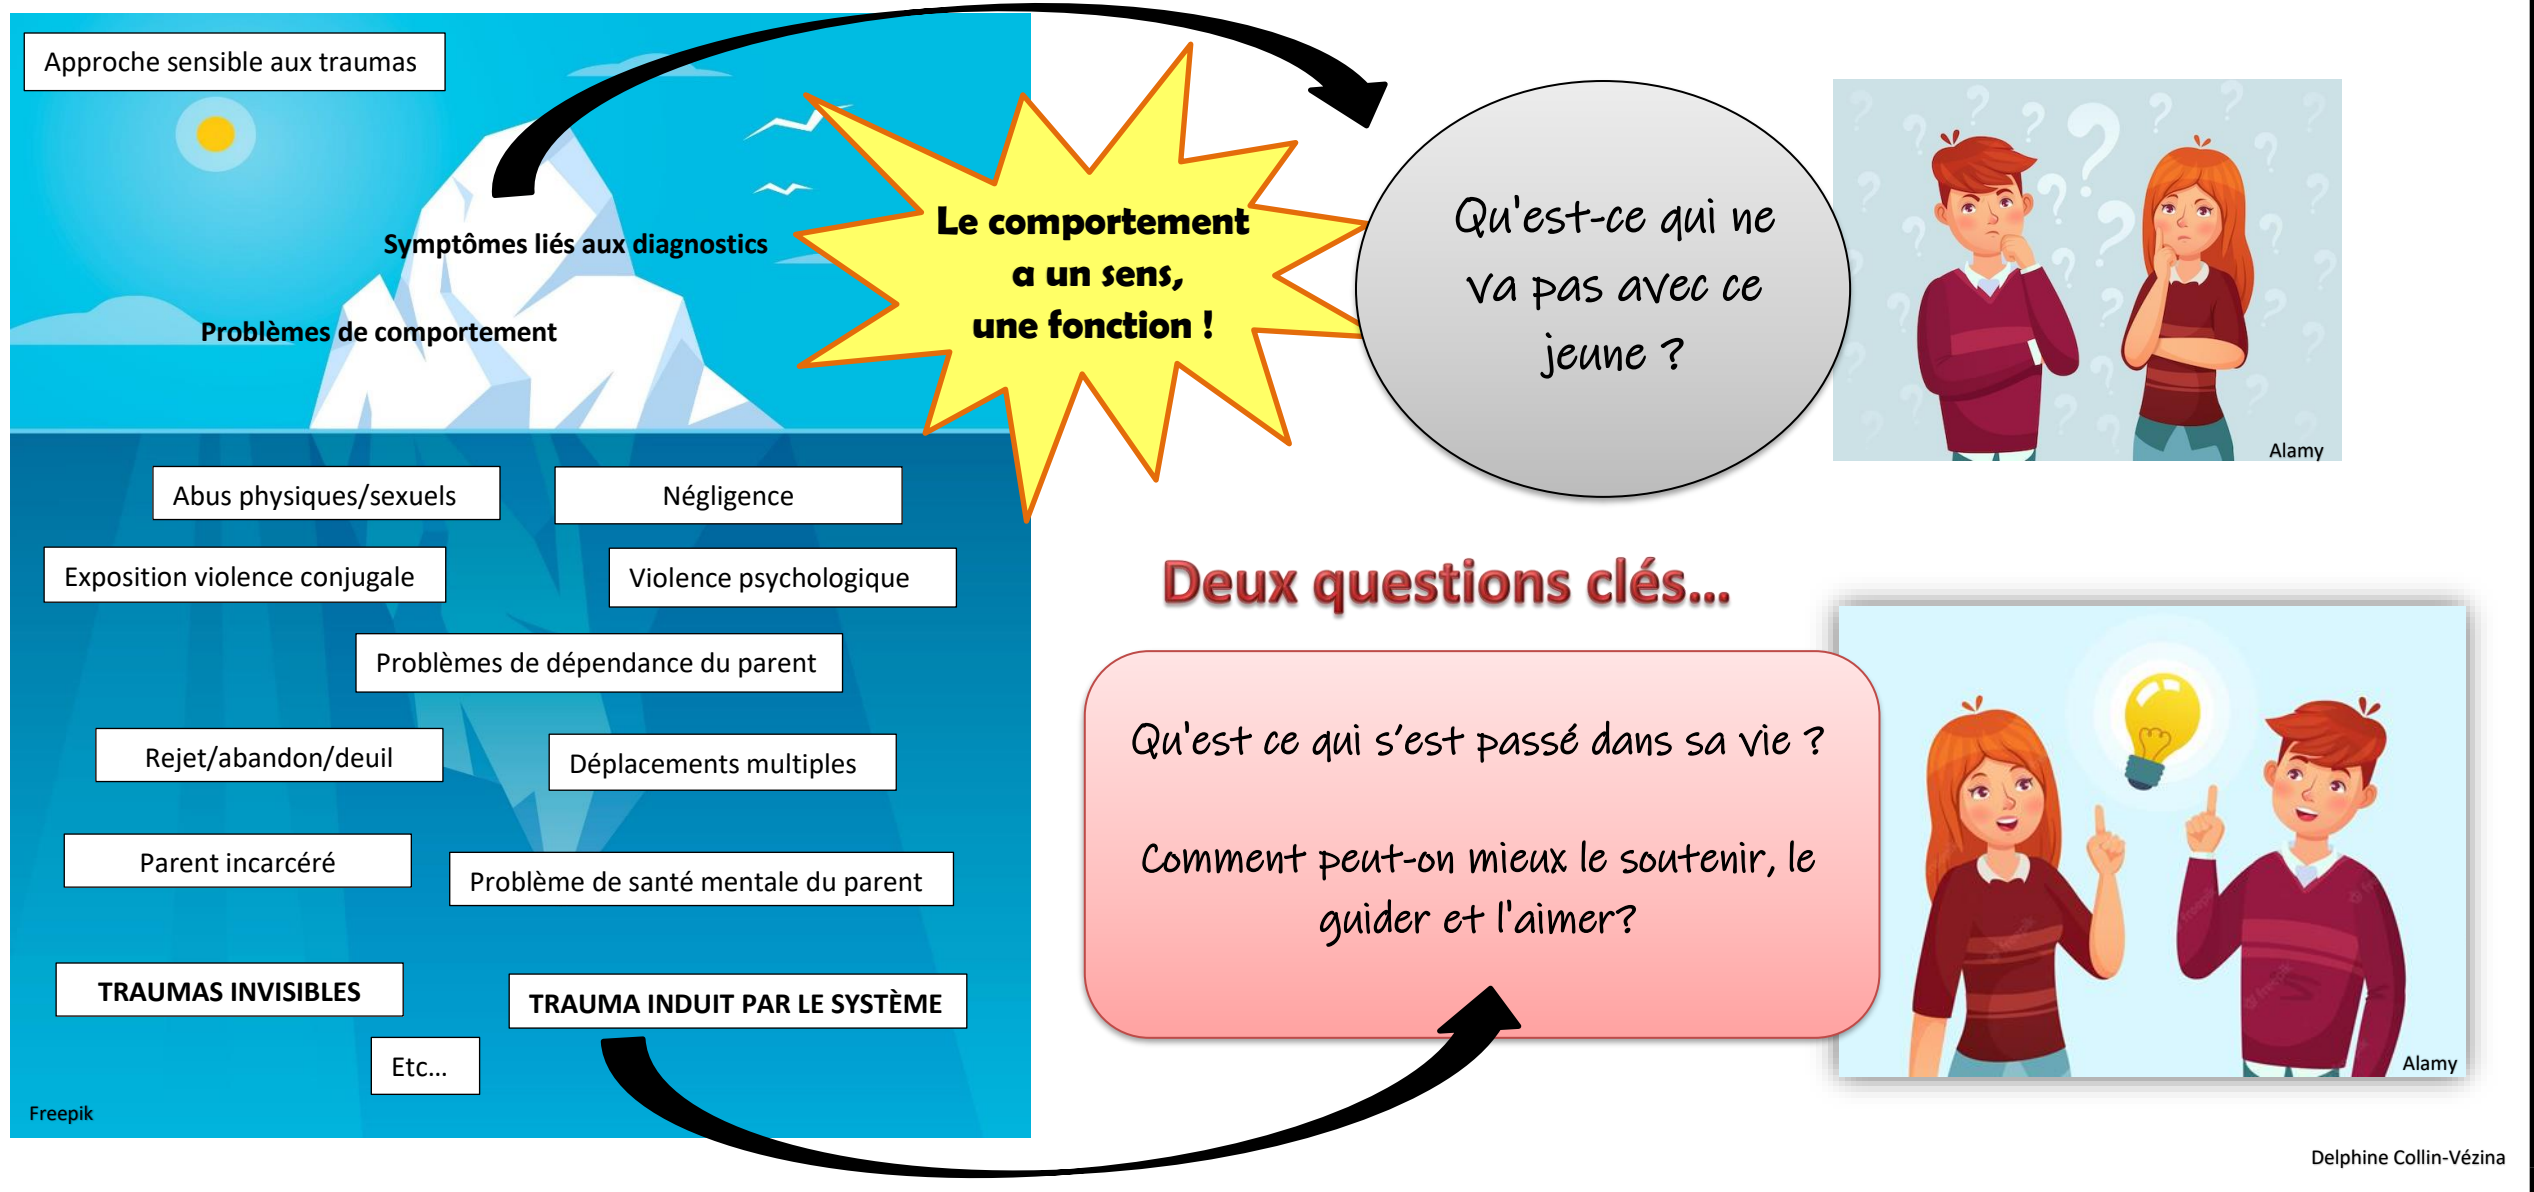 Approche sensible aux traumas
Symptômes liés aux diagnostics
Problèmes de comportement
Le comportement
a un sens,
une fonction !
Qu'est-ce qui ne
va pas avec ce
jeune ?
Alamy
Abus physiques/sexuels
Négligence
Exposition violence conjugale
Violence psychologique
Problèmes de dépendance du parent
Rejet/abandon/deuil
Déplacements multiples
Parent incarcéré
Problème de santé mentale du parent
TRAUMAS INVISIBLES
TRAUMA INDUIT PAR LE SYSTÈME
Etc...
Freepik
Deux questions clés...
Qu'est ce qui s’est passé dans sa vie ?
Comment peut-on mieux le soutenir, le
guider et l'aimer?
Alamy
Delphine Collin-Vézina